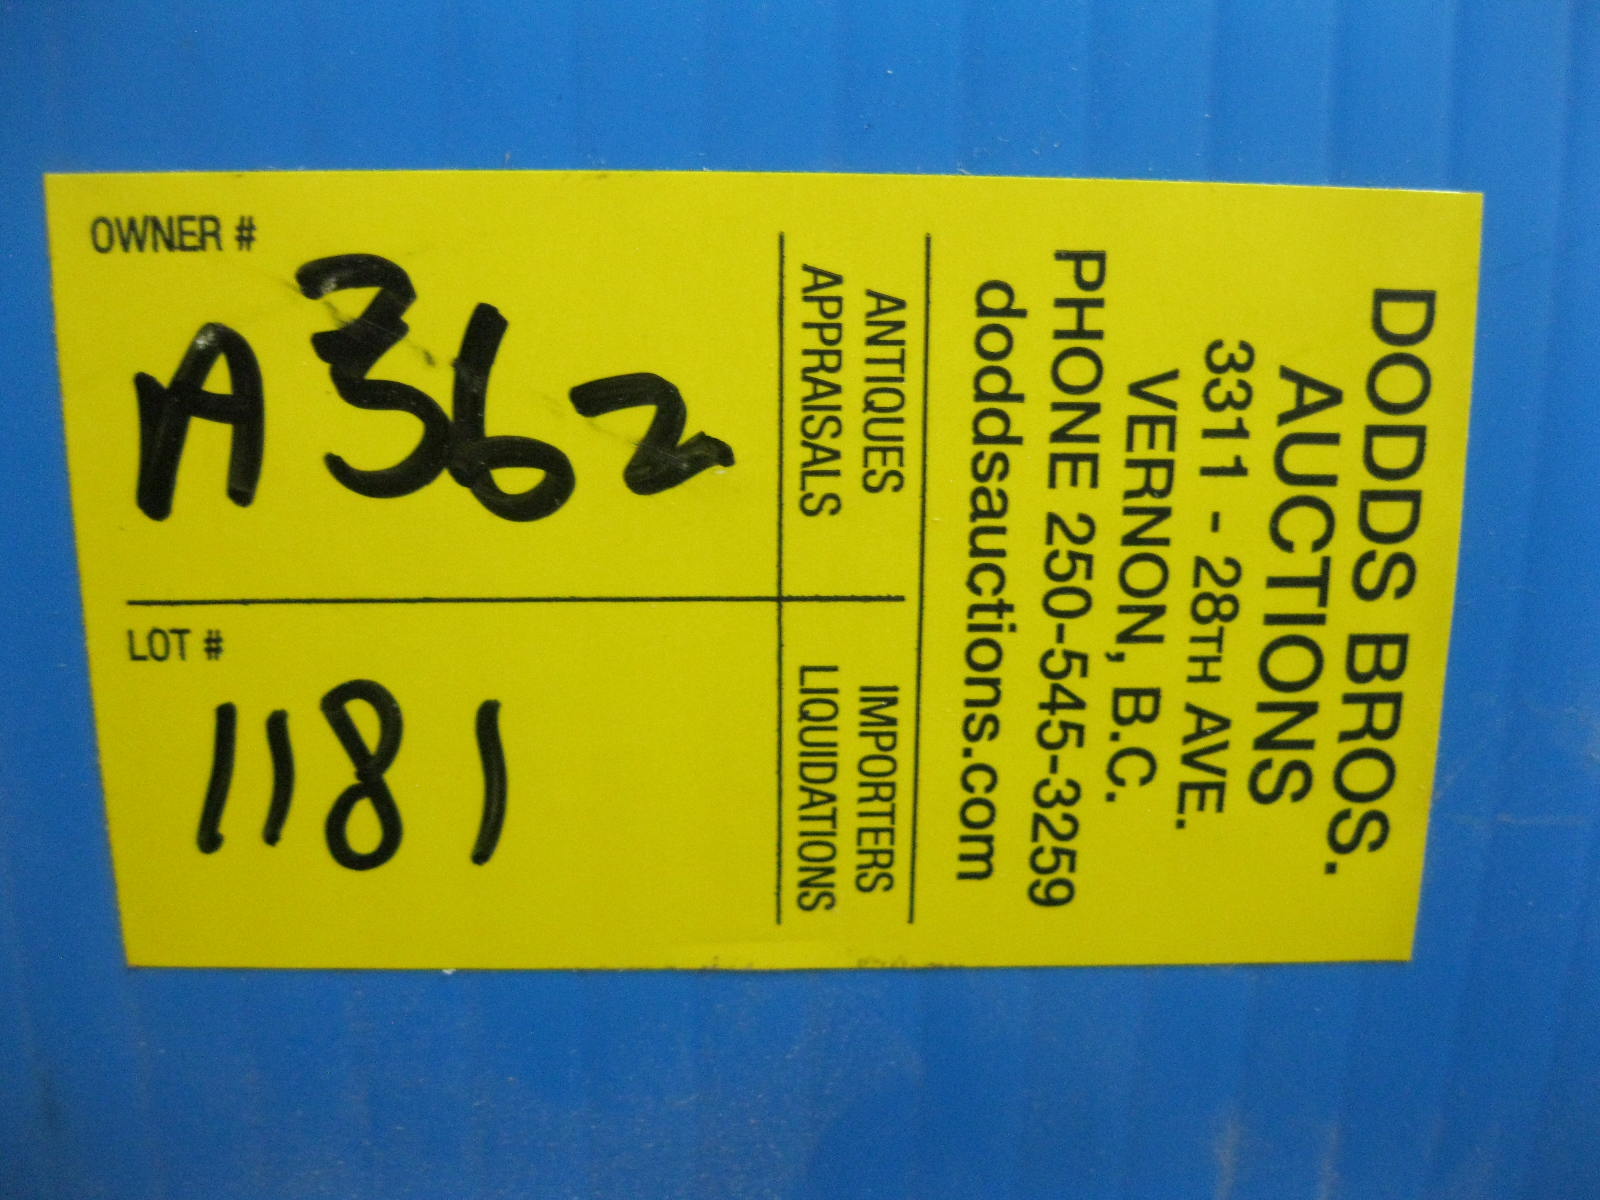 OWNER #
A362
LOT #
1181
ANTIQUES
APPRAISALS
IMPORTERS
LIQUIDATIONS
DODDS BROS.
AUCTIONS
3311 - 28TH AVE.
VERNON, B.C.
PHONE 250-545-3259
doddsauctions.com